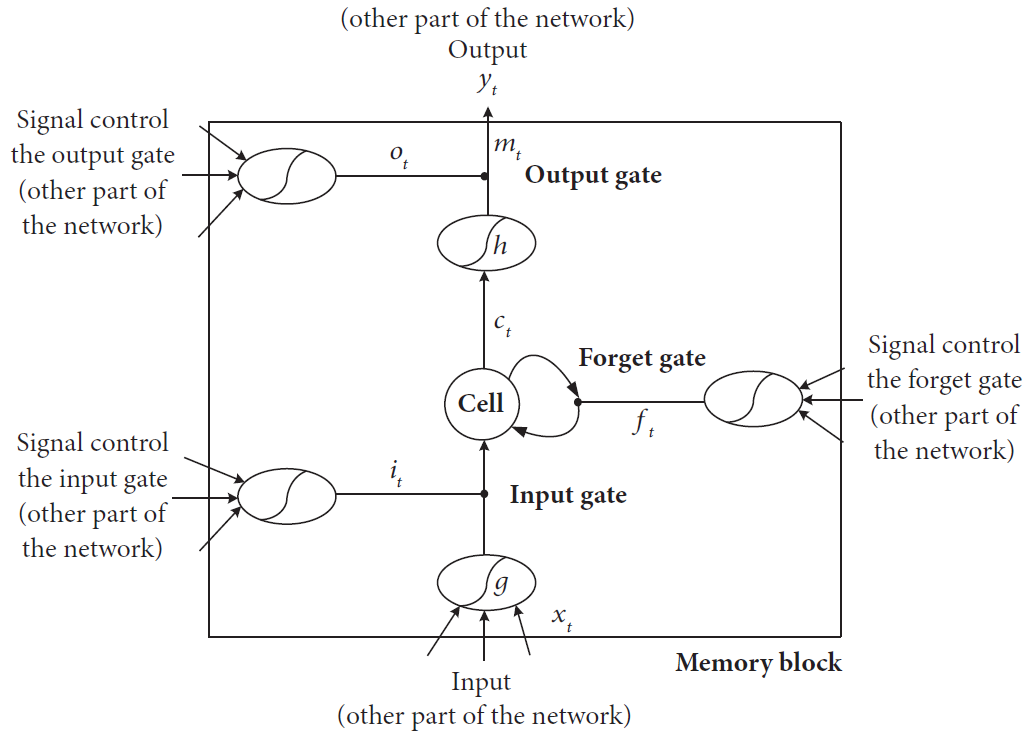 (other part of the network)
Output
y_t
Signal control
the output gate
(other part of
the network)
o_t
m_t
Output gate
h
c_t
Forget gate
Cell
f_t
Signal control
the forget gate
(other part of
the network)
Signal control
the input gate
(other part of
the network)
i_t
Input gate
g
x_t
Memory block
Input
(other part of the network)